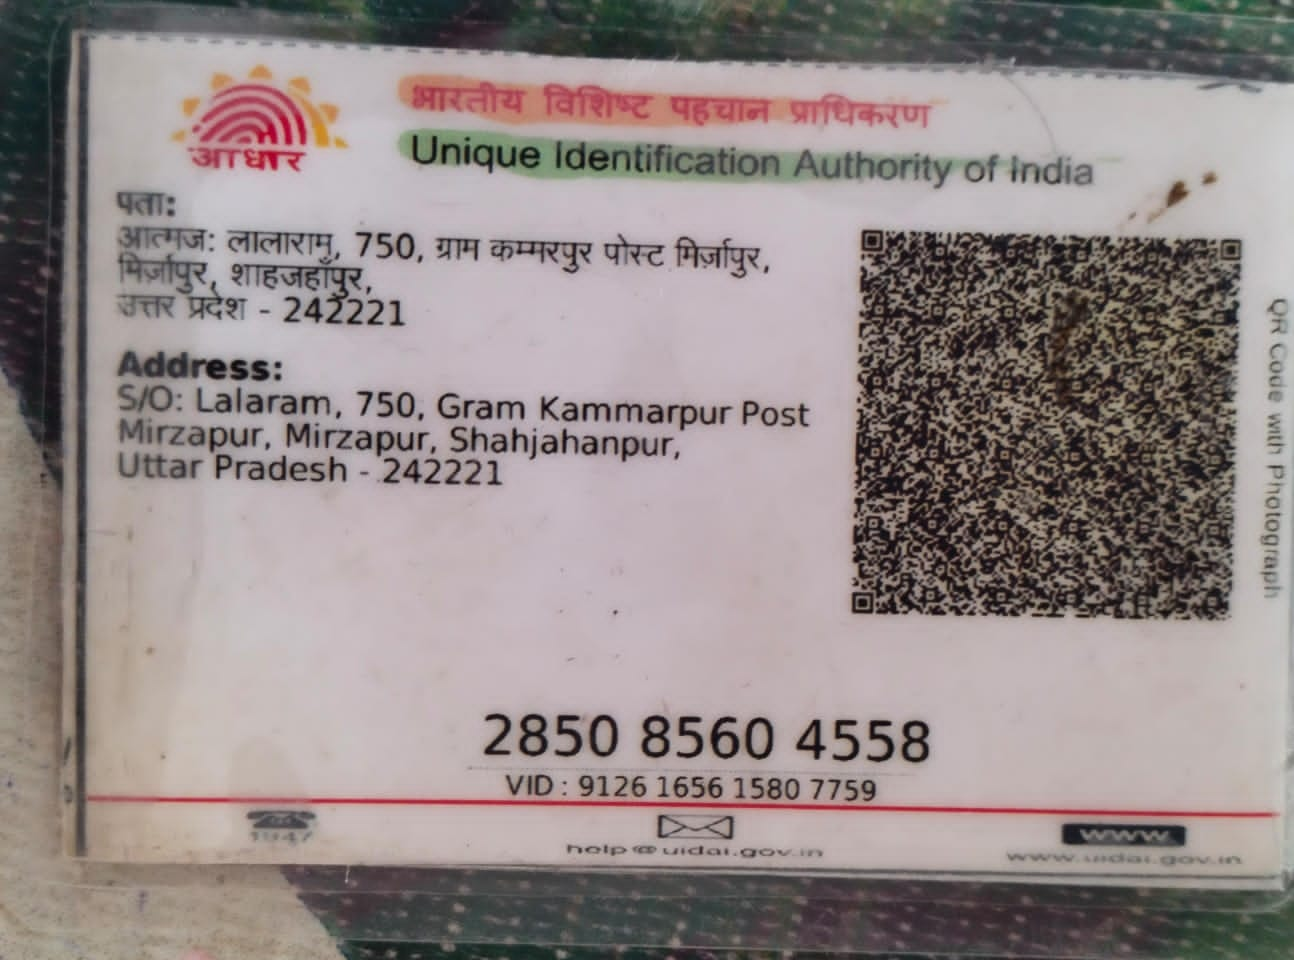 आधार
भारतीय विशिष्ट पहचान प्राधिकरण
Unique Identification Authority of India
पता:
आत्मज: लालाराम, 750, ग्राम कम्मरपुर पोस्ट मिर्ज़ापुर,
मिर्ज़ापुर, शाहजहाँपुर,
उत्तर प्रदेश - 242221
Address:
S/O: Lalaram, 750, Gram Kammarpur Post
Mirzapur, Mirzapur, Shahjahanpur,
Uttar Pradesh - 242221
QR Code with Photograph
2850 8560 4558
VID : 9126 1656 1580 7759
1947
help@uidai.gov.in
www
www.uidai.gov.in